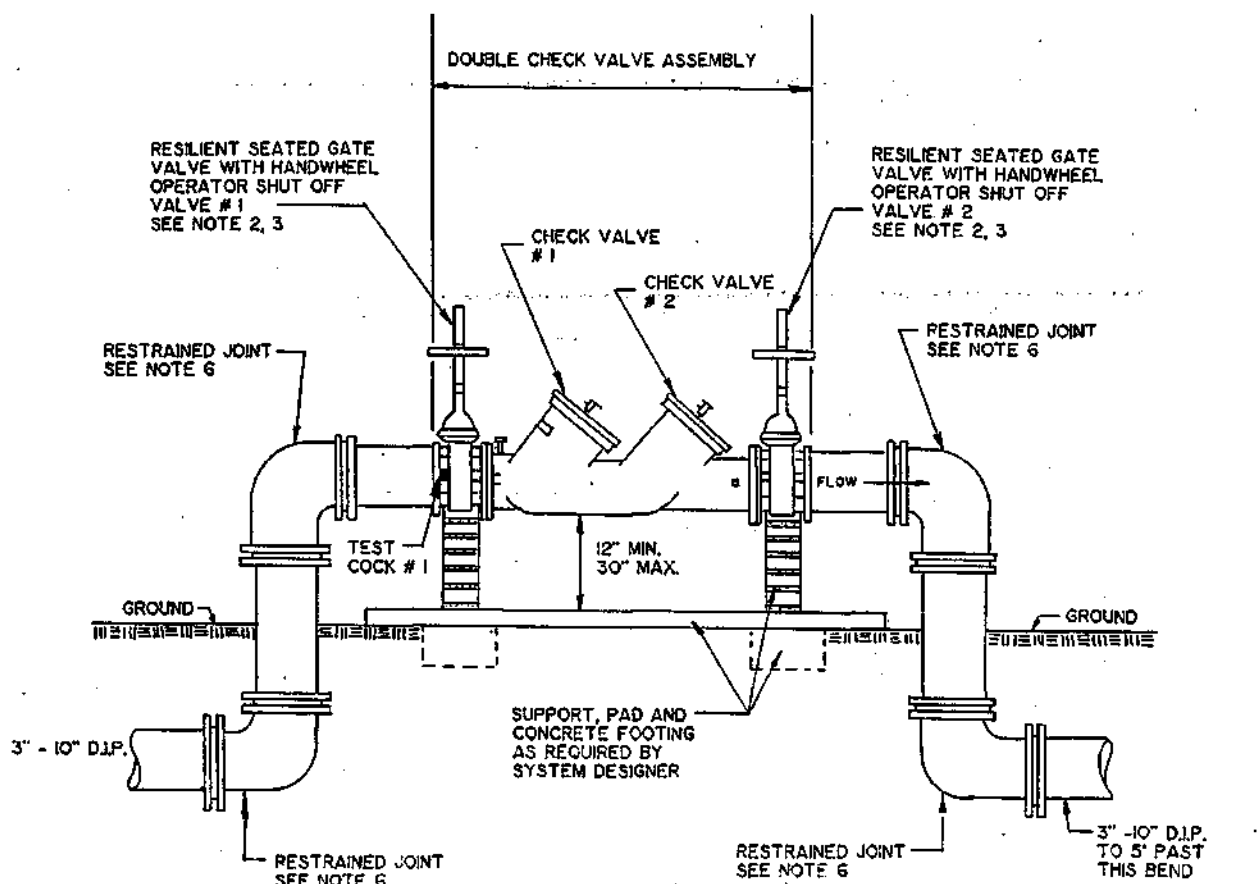 DOUBLE CHECK VALVE ASSEMBLY
RESILIENT SEATED GATE
VALVE WITH HANDWHEEL
OPERATOR SHUT OFF
VALVE # 1
SEE NOTE 2, 3
RESILIENT SEATED GATE
VALVE WITH HANDWHEEL
OPERATOR SHUT OFF
VALVE # 2
SEE NOTE 2, 3
CHECK VALVE
# 1
CHECK VALVE
# 2
RESTRAINED JOINT
SEE NOTE 6
RESTRAINED JOINT
SEE NOTE 6
FLOW
TEST
COCK # 1
12" MIN.
30" MAX.
GROUND
GROUND
SUPPORT, PAD AND
CONCRETE FOOTING
AS REQUIRED BY
SYSTEM DESIGNER
3" - 10" D.I.P.
RESTRAINED JOINT
SEE NOTE 6
RESTRAINED JOINT
SEE NOTE 6
3" -10" D.I.P.
TO 5' PAST
THIS BEND